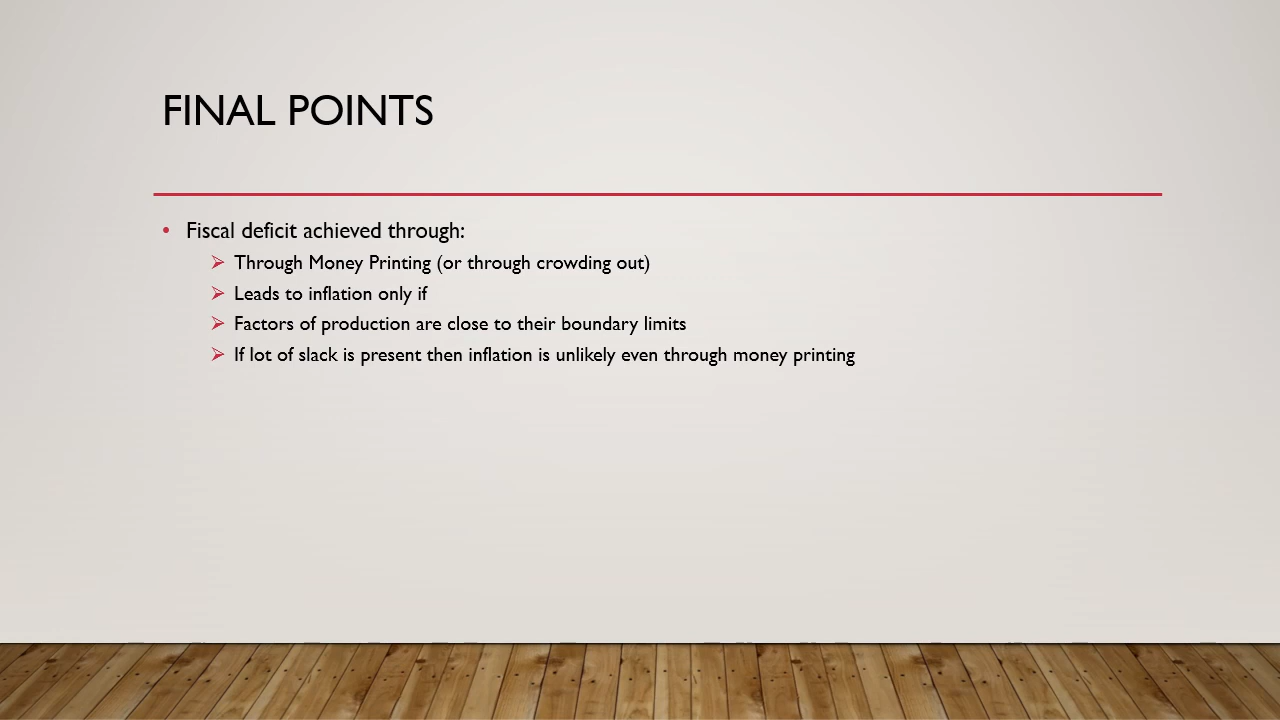 FINAL POINTS
• Fiscal deficit achieved through:
➢ Through Money Printing (or through crowding out)
➢ Leads to inflation only if
➢ Factors of production are close to their boundary limits
➢ If lot of slack is present then inflation is unlikely even through money printing